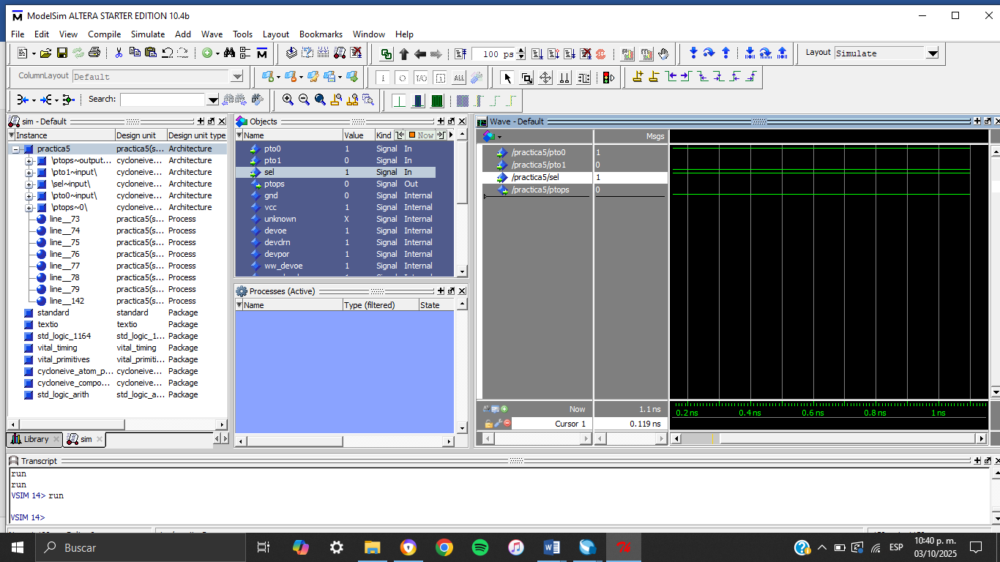 ModelSim ALTERA STARTER EDITION 10.4b
File Edit View Compile Simulate Add Wave Tools Layout Bookmarks Window Help
100 ps
Layout Simulate
ColumnLayout Default
ALL
Search:
sim - Default
Instance Design unit Design unit type
practica5 practica5(s... Architecture
\ptops~output... cycloneive... Architecture
\pto1~input\ cycloneive... Architecture
\sel~input\ cycloneive... Architecture
\pto0~input\ cycloneive... Architecture
\ptops~0\ cycloneive... Architecture
line__73 practica5(s... Process
line__74 practica5(s... Process
line__75 practica5(s... Process
line__76 practica5(s... Process
line__77 practica5(s... Process
line__78 practica5(s... Process
line__79 practica5(s... Process
line__142 practica5(s... Process
standard standard Package
textio textio Package
std_logic_1164 std_logic_1... Package
vital_timing vital_timing Package
vital_primitives vital_primiti... Package
cycloneive_atom_p... cycloneive... Package
cycloneive_compo... cycloneive... Package
std_logic_arith std_logic_a... Package
Library sim
Objects
Name Value Kind Now
pto0 1 Signal In
pto1 0 Signal In
sel 1 Signal In
ptops 0 Signal Out
gnd 0 Signal Internal
vcc 1 Signal Internal
unknown X Signal Internal
devoe 1 Signal Internal
devclrn 1 Signal Internal
devpor 1 Signal Internal
ww_devoe 1 Signal Internal
Processes (Active)
Name Type (filtered) State
Wave - Default
Msgs
/practica5/pto0 1
/practica5/pto1 0
/practica5/sel 1
/practica5/ptops 0
Now 1.1 ns
0.2 ns 0.4 ns 0.6 ns 0.8 ns 1 ns
Cursor 1 0.119 ns
Transcript
run
run
VSIM 14> run
VSIM 14>
Buscar
ESP
10:40 p. m.
03/10/2025